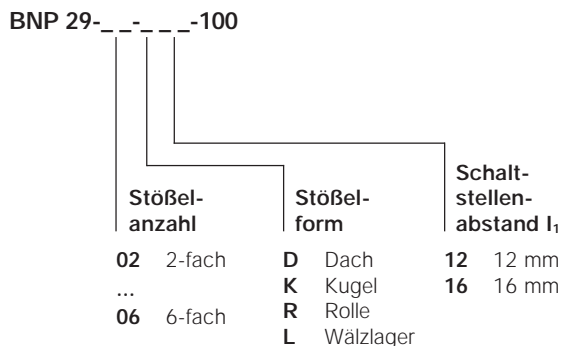 BNP 29-_ _-_ _ _-100
Stößel-
anzahl
02 2-fach
...
06 6-fach
Stößel-
form
D Dach
K Kugel
R Rolle
L Wälzlager
Schalt-
stellen-
abstand I₁
12 12 mm
16 16 mm